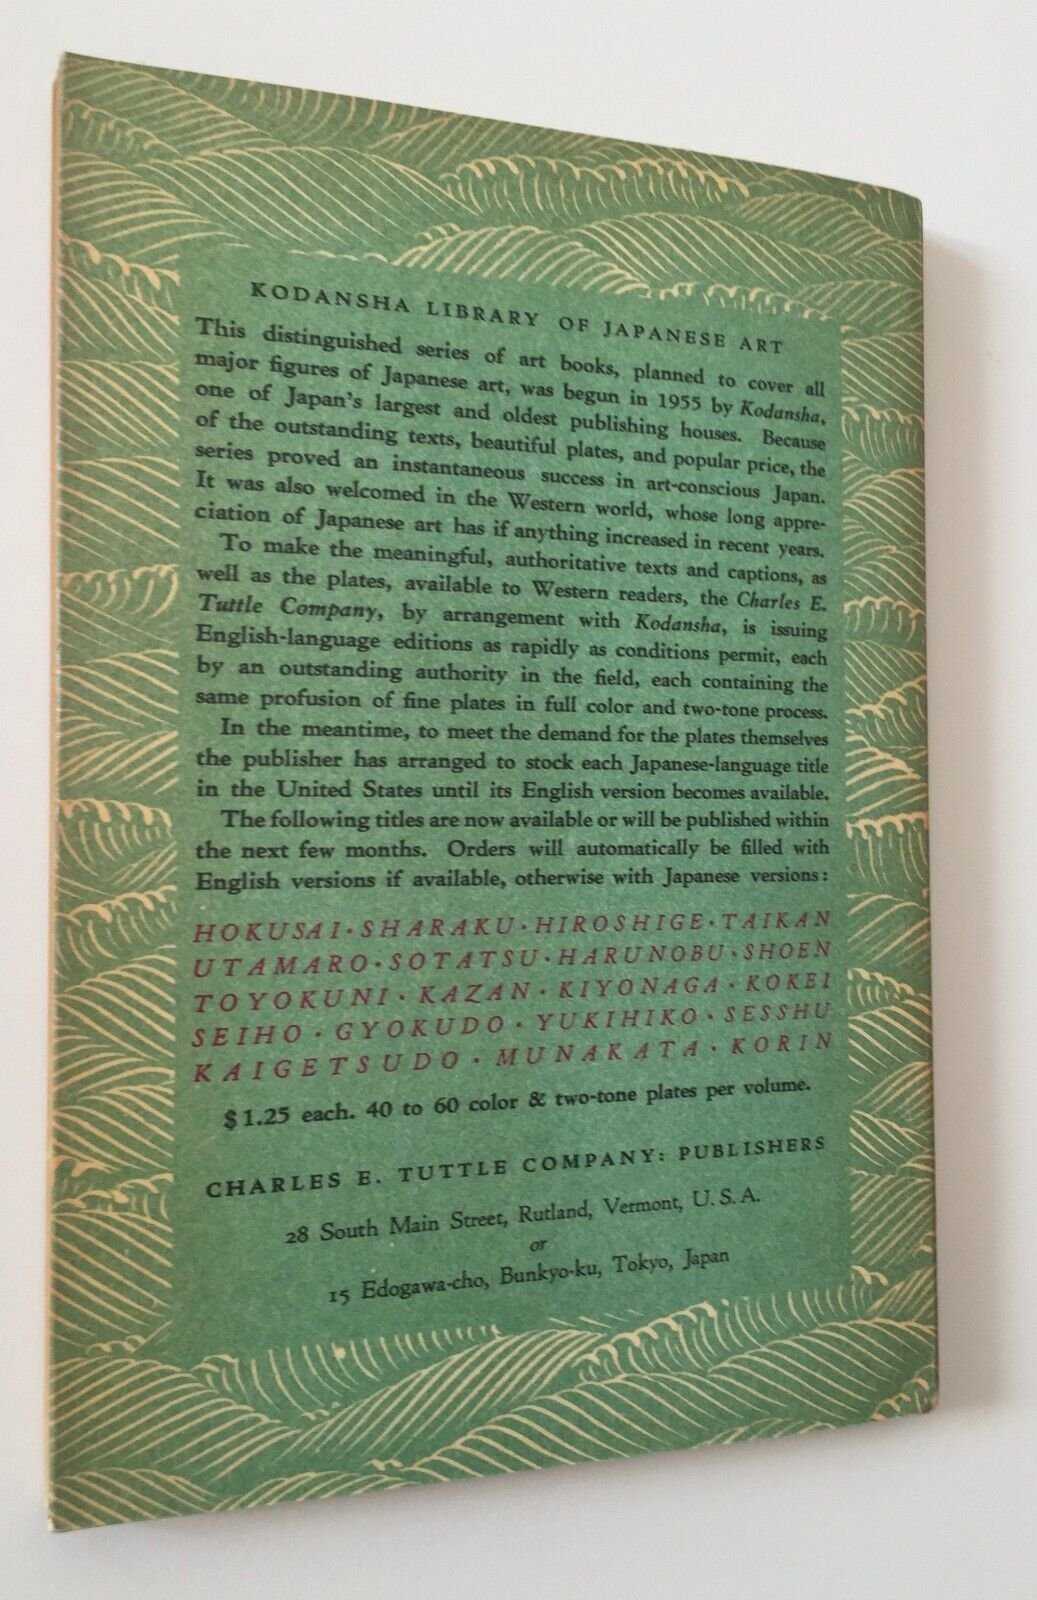 KODANSHA LIBRARY OF JAPANESE ART
This distinguished series of art books, planned to cover all
major figures of Japanese art, was begun in 1955 by Kodansha,
one of Japan's largest and oldest publishing houses. Because
of the outstanding texts, beautiful plates, and popular price, the
series proved an instantaneous success in art-conscious Japan.
It was also welcomed in the Western world, whose long appre-
ciation of Japanese art has if anything increased in recent years.
To make the meaningful, authoritative texts and captions, as
well as the plates, available to Western readers, the Charles E.
Tuttle Company, by arrangement with Kodansha, is issuing
English-language editions as rapidly as conditions permit, each
by an outstanding authority in the field, each containing the
same profusion of fine plates in full color and two-tone process.
In the meantime, to meet the demand for the plates themselves
the publisher has arranged to stock each Japanese-language title
in the United States until its English version becomes available.
The following titles are now available or will be published within
the next few months. Orders will automatically be filled with
English versions if available, otherwise with Japanese versions:
HOKUSAI·SHARAKU·HIROSHIGE·TAIKAN
UTAMARO·SOTATSU·HARUNOBU·SHOEN
TOYOKUNI·KAZAN·KIYONAGA·KOKEI
SEIHO·GYOKUDO·YUKIHIKO·SESSHU
KAIGETSUDO·MUNAKATA·KORIN
$1.25 each. 40 to 60 color & two-tone plates per volume.
CHARLES E. TUTTLE COMPANY: PUBLISHERS
28 South Main Street, Rutland, Vermont, U.S.A.
or
15 Edogawa-cho, Bunkyo-ku, Tokyo, Japan